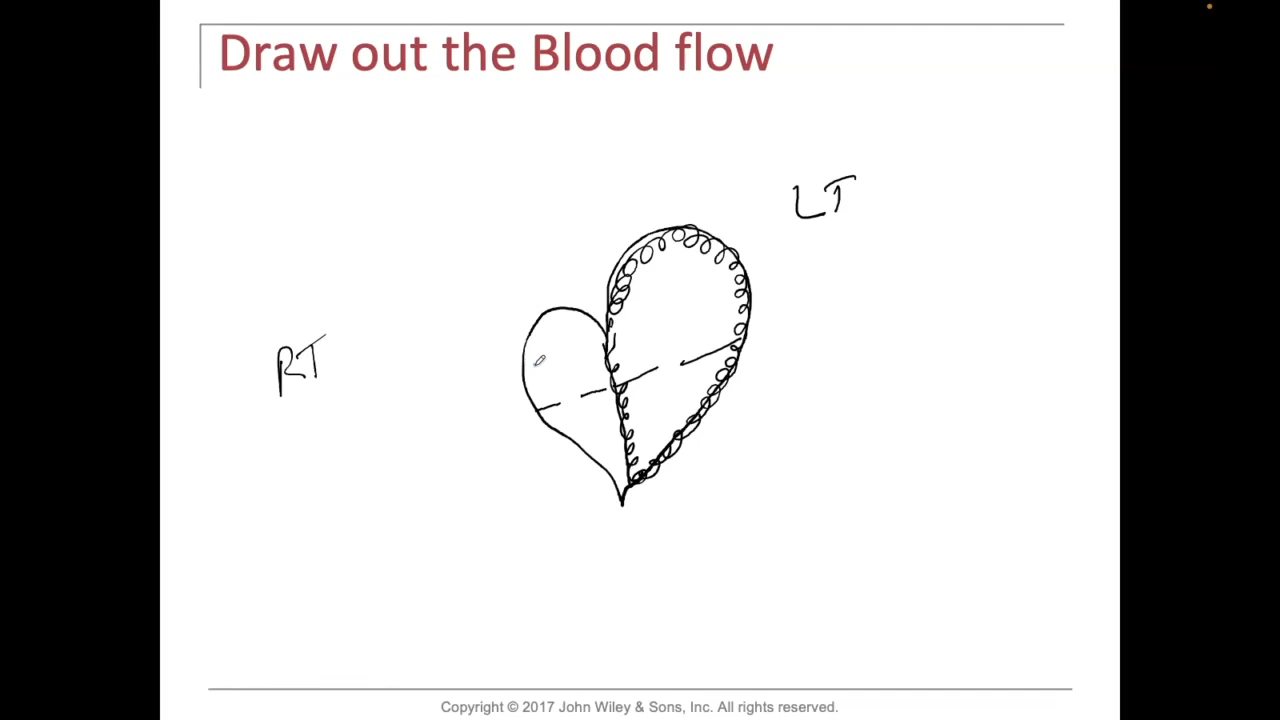 Draw out the Blood flow
LT
RT
Copyright © 2017 John Wiley & Sons, Inc. All rights reserved.